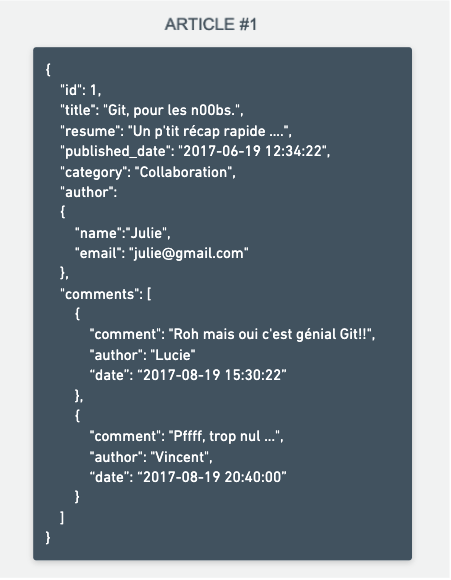 ARTICLE #1
{
"id": 1,
"title": "Git, pour les n00bs.",
"resume": "Un p'tit récap rapide ....",
"published_date": "2017-06-19 12:34:22",
"category": "Collaboration",
"author":
{
"name":"Julie",
"email": "julie@gmail.com"
},
"comments": [
{
"comment": "Roh mais oui c'est génial Git!!",
"author": "Lucie"
“date”: “2017-08-19 15:30:22”
},
{
"comment": "Pffff, trop nul ...",
"author": "Vincent",
“date”: “2017-08-19 20:40:00”
}
]
}